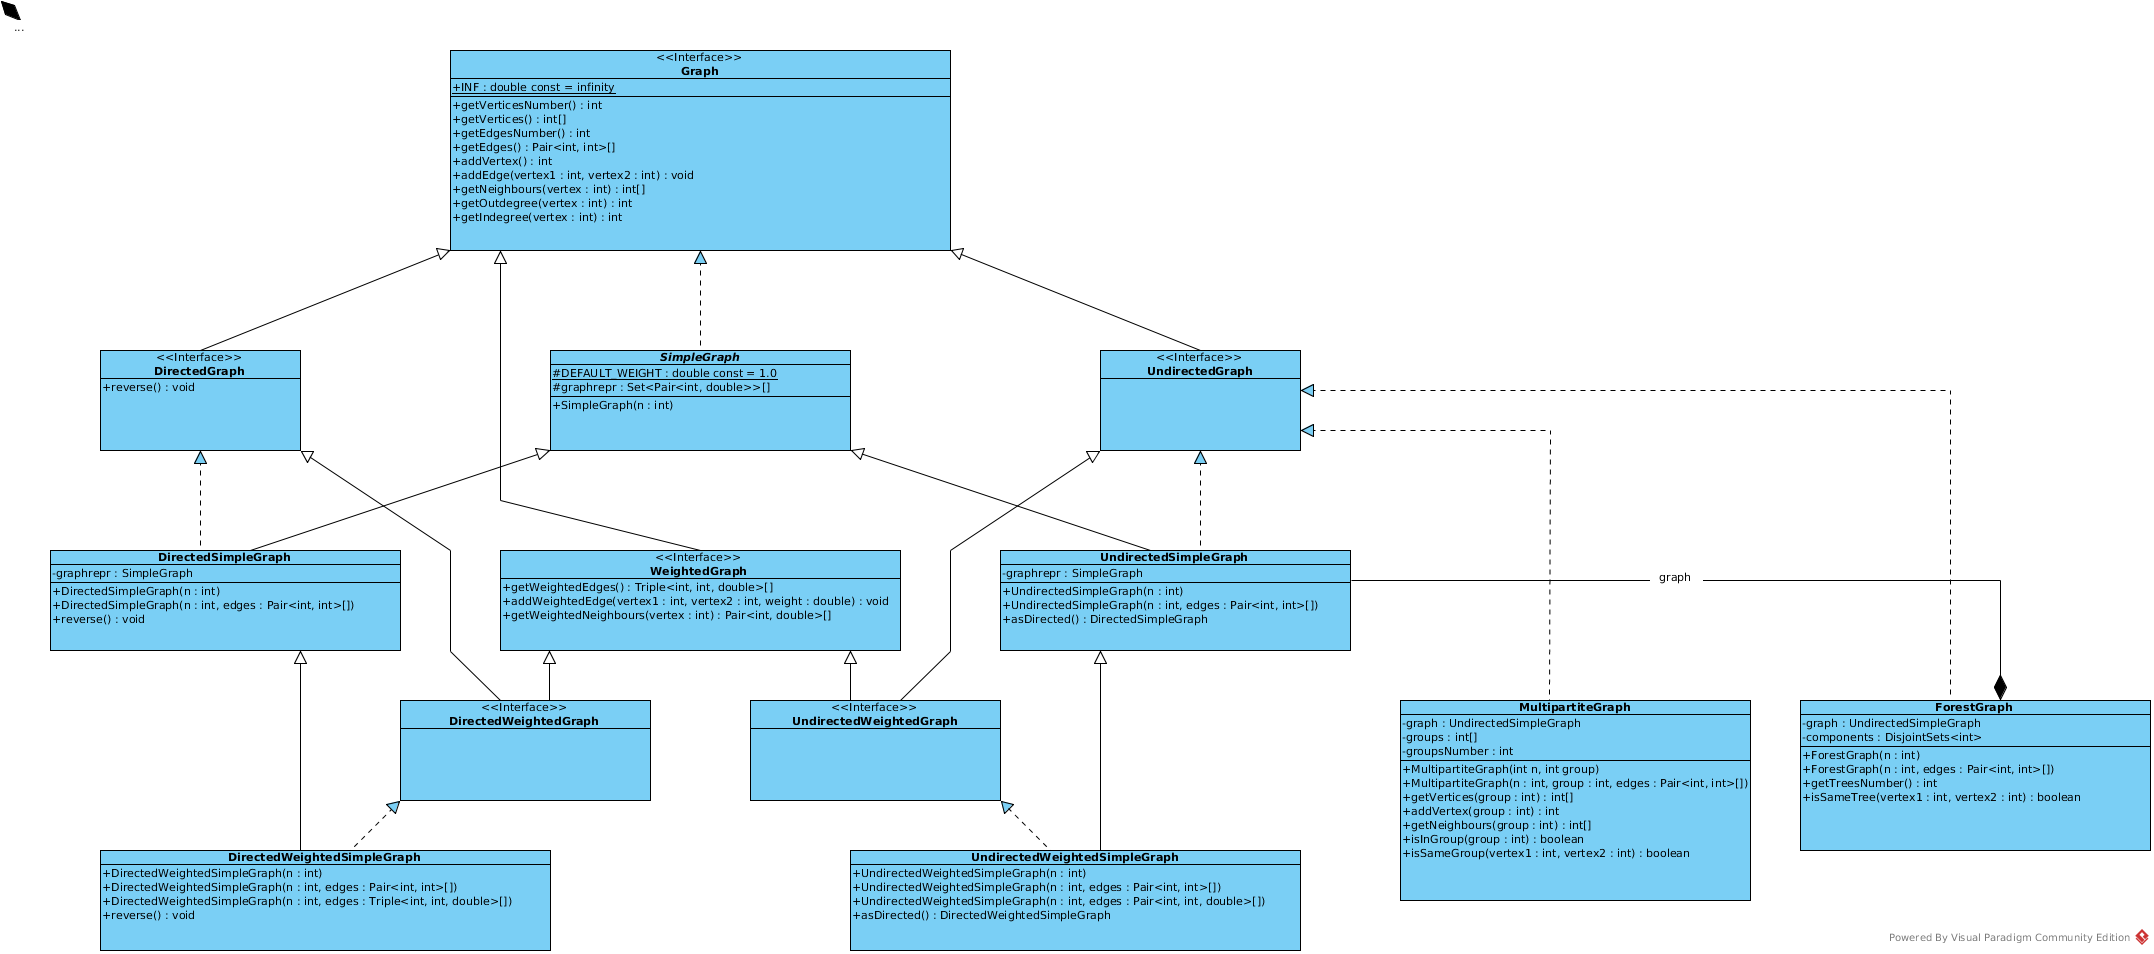 ...
<<Interface>>
Graph
+INF : double const = infinity
+getVerticesNumber() : int
+getVertices() : int[]
+getEdgesNumber() : int
+getEdges() : Pair<int, int>[]
+addVertex() : int
+addEdge(vertex1 : int, vertex2 : int) : void
+getNeighbours(vertex : int) : int[]
+getOutdegree(vertex : int) : int
+getIndegree(vertex : int) : int
<<Interface>>
DirectedGraph
+reverse() : void
SimpleGraph
#DEFAULT_WEIGHT : double const = 1.0
#graphrepr : Set<Pair<int, double>>[]
+SimpleGraph(n : int)
<<Interface>>
UndirectedGraph
DirectedSimpleGraph
-graphrepr : SimpleGraph
+DirectedSimpleGraph(n : int)
+DirectedSimpleGraph(n : int, edges : Pair<int, int>[])
+reverse() : void
<<Interface>>
WeightedGraph
+getWeightedEdges() : Triple<int, int, double>[]
+addWeightedEdge(vertex1 : int, vertex2 : int, weight : double) : void
+getWeightedNeighbours(vertex : int) : Pair<int, double>[]
UndirectedSimpleGraph
-graphrepr : SimpleGraph
+UndirectedSimpleGraph(n : int)
+UndirectedSimpleGraph(n : int, edges : Pair<int, int>[])
+asDirected() : DirectedSimpleGraph
graph
<<Interface>>
DirectedWeightedGraph
<<Interface>>
UndirectedWeightedGraph
MultipartiteGraph
-graph : UndirectedSimpleGraph
-groups : int[]
-groupsNumber : int
+MultipartiteGraph(int n, int group)
+MultipartiteGraph(n : int, group : int, edges : Pair<int, int>[])
+getVertices(group : int) : int[]
+addVertex(group : int) : int
+getNeighbours(group : int) : int[]
+isInGroup(group : int) : boolean
+isSameGroup(vertex1 : int, vertex2 : int) : boolean
ForestGraph
-graph : UndirectedSimpleGraph
-components : DisjointSets<int>
+ForestGraph(n : int)
+ForestGraph(n : int, edges : Pair<int, int>[])
+getTreesNumber() : int
+isSameTree(vertex1 : int, vertex2 : int) : boolean
DirectedWeightedSimpleGraph
+DirectedWeightedSimpleGraph(n : int)
+DirectedWeightedSimpleGraph(n : int, edges : Pair<int, int>[])
+DirectedWeightedSimpleGraph(n : int, edges : Triple<int, int, double>[])
+reverse() : void
UndirectedWeightedSimpleGraph
+UndirectedWeightedSimpleGraph(n : int)
+UndirectedWeightedSimpleGraph(n : int, edges : Pair<int, int>[])
+UndirectedWeightedSimpleGraph(n : int, edges : Pair<int, int, double>[])
+asDirected() : DirectedWeightedSimpleGraph
Powered By Visual Paradigm Community Edition